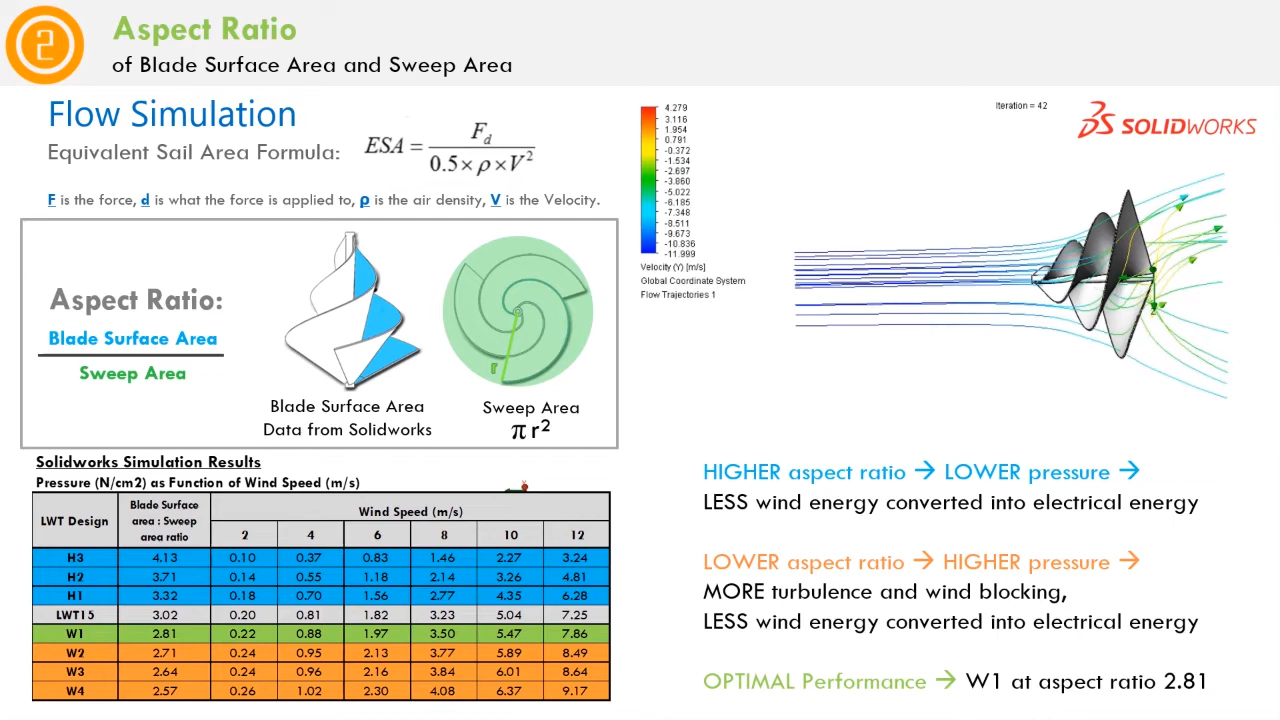 2
Aspect Ratio
of Blade Surface Area and Sweep Area
Flow Simulation
Equivalent Sail Area Formula:
ESA = F_d / 0.5 × ρ × V²
F is the force, d is what the force is applied to, ρ is the air density, V is the Velocity.
Aspect Ratio:
Blade Surface Area
Sweep Area
r
Blade Surface Area
Data from Solidworks
Sweep Area
π r²
Solidworks Simulation Results
Pressure (N/cm2) as Function of Wind Speed (m/s)
LWT Design | Blade Surface area : Sweep area ratio | Wind Speed (m/s)
2 4 6 8 10 12
H3 4.13 0.10 0.37 0.83 1.46 2.27 3.24
H2 3.71 0.14 0.55 1.18 2.14 3.26 4.81
H1 3.32 0.18 0.70 1.56 2.77 4.35 6.28
LWT15 3.02 0.20 0.81 1.82 3.23 5.04 7.25
W1 2.81 0.22 0.88 1.97 3.50 5.47 7.86
W2 2.71 0.24 0.95 2.13 3.77 5.89 8.49
W3 2.64 0.24 0.96 2.16 3.84 6.01 8.64
W4 2.57 0.26 1.02 2.30 4.08 6.37 9.17
4.279
3.116
1.954
0.791
-0.372
-1.534
-2.697
-3.860
-5.022
-6.185
-7.348
-8.511
-9.673
-10.836
-11.999
Velocity (Y) [m/s]
Global Coordinate System
Flow Trajectories 1
Iteration = 42
SOLIDWORKS
HIGHER aspect ratio → LOWER pressure →
LESS wind energy converted into electrical energy
LOWER aspect ratio → HIGHER pressure →
MORE turbulence and wind blocking,
LESS wind energy converted into electrical energy
OPTIMAL Performance → W1 at aspect ratio 2.81